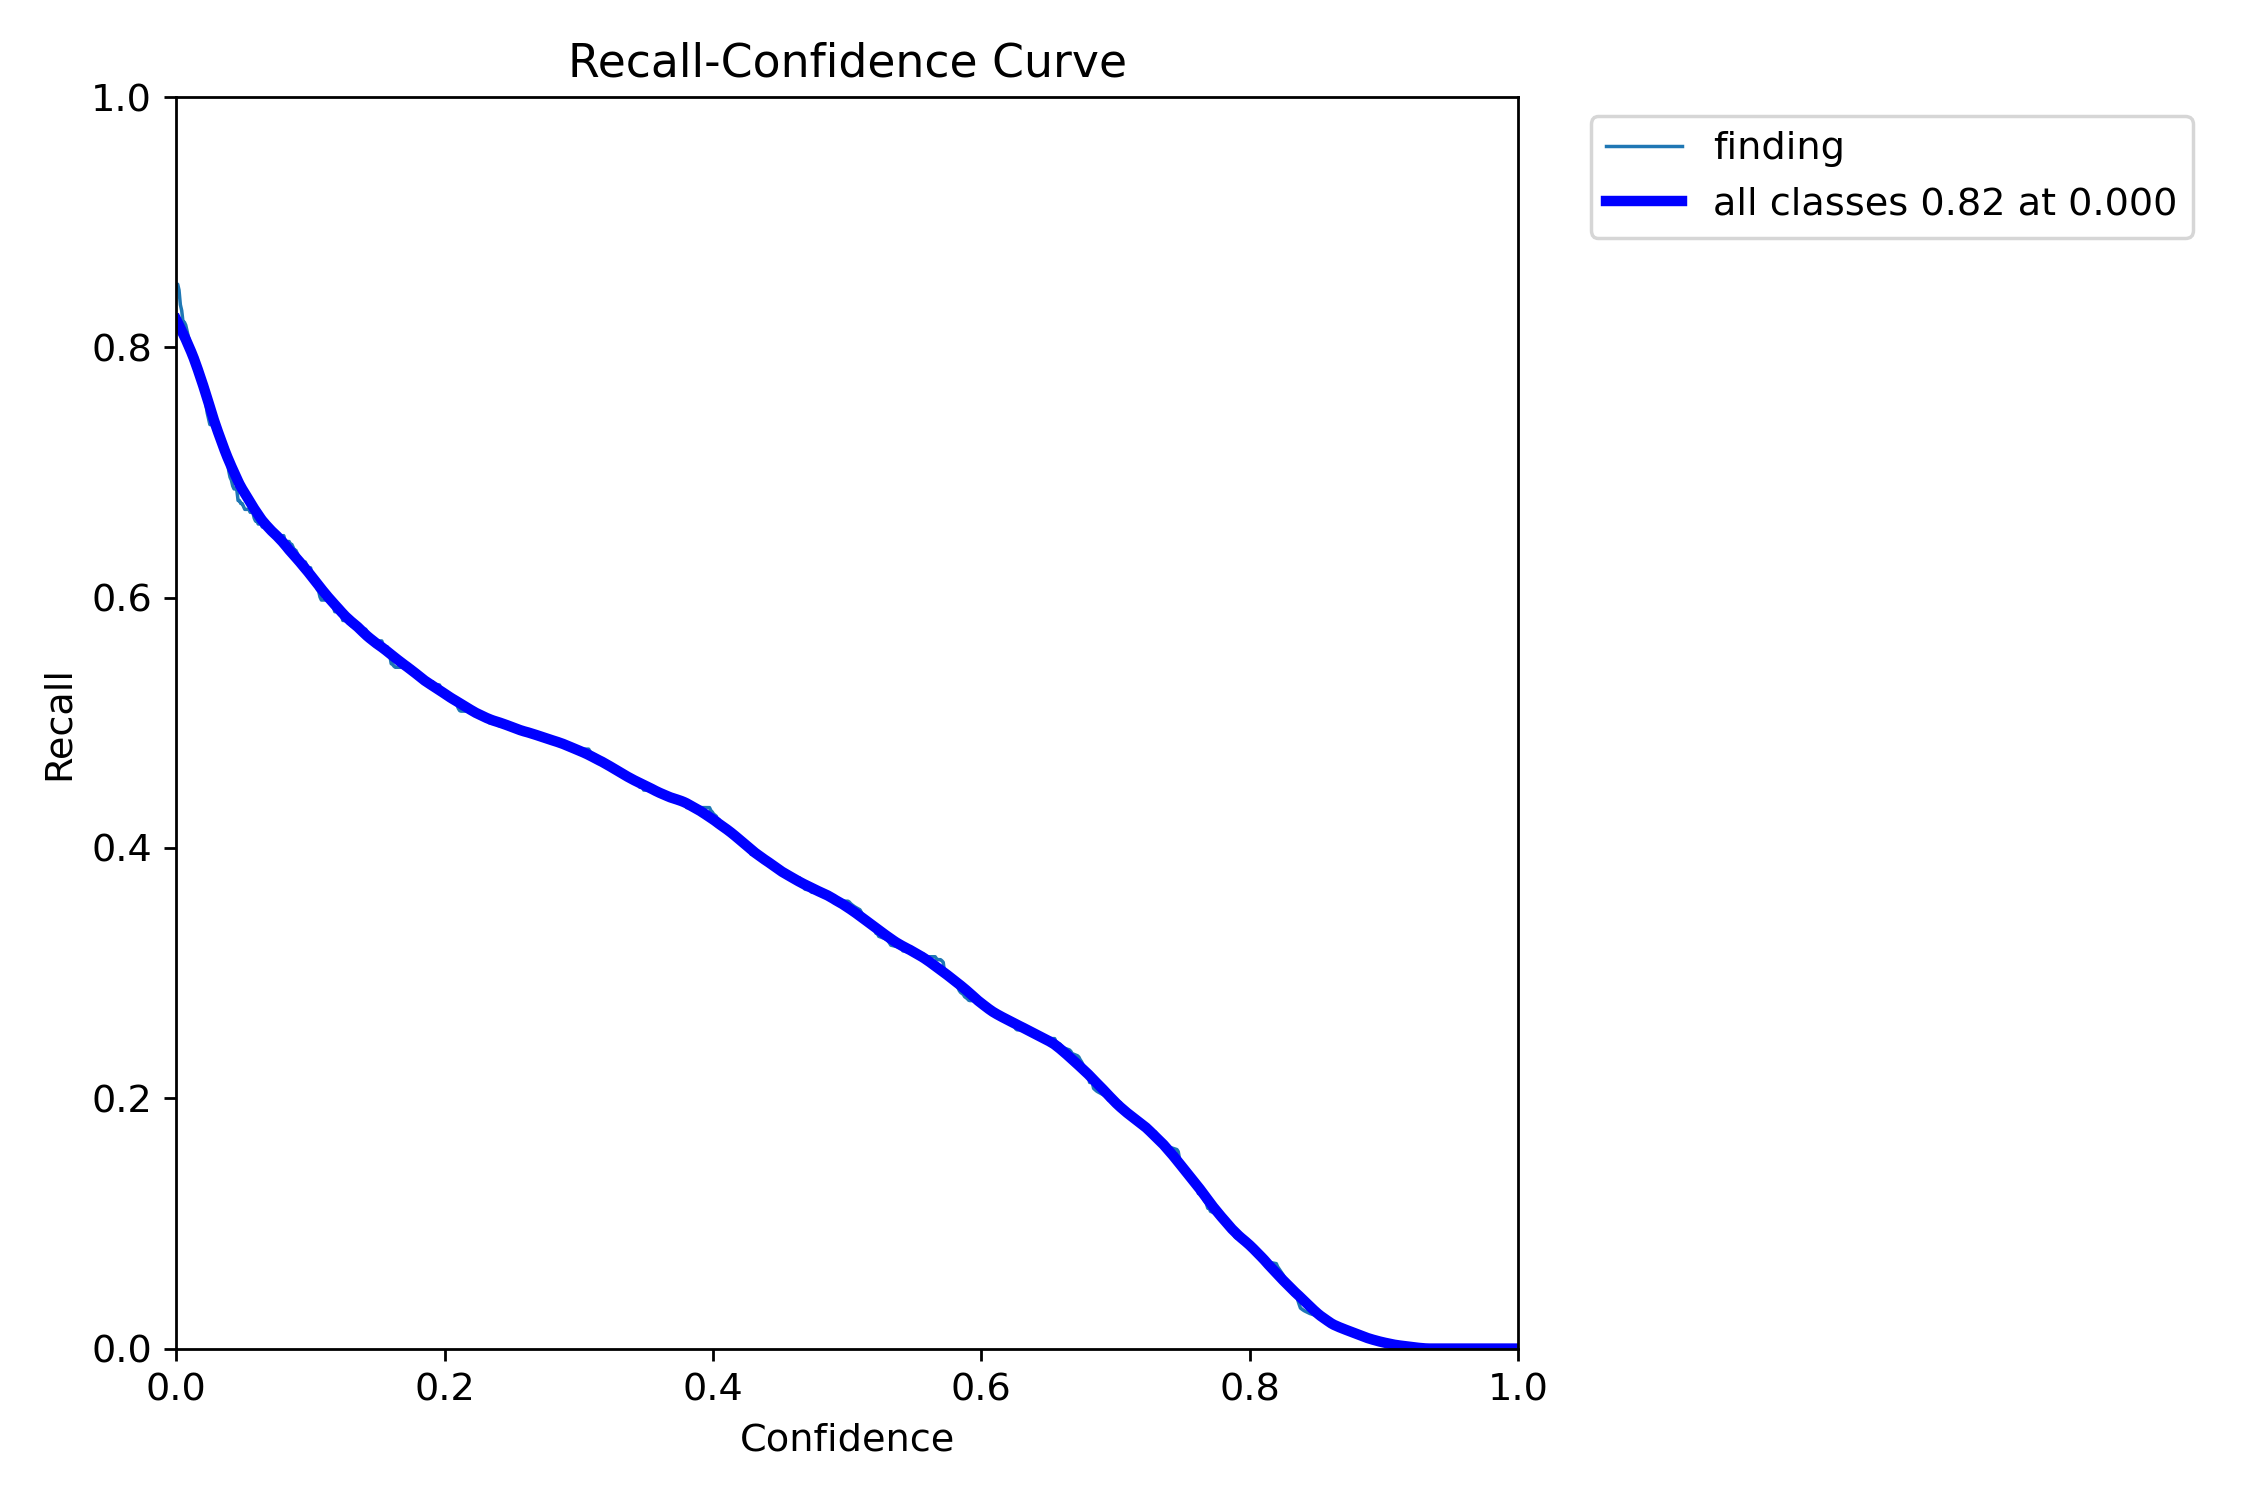 Recall-Confidence Curve
1.0
0.8
0.6
0.4
0.2
0.0
Recall
0.0 0.2 0.4 0.6 0.8 1.0
Confidence
finding
all classes 0.82 at 0.000